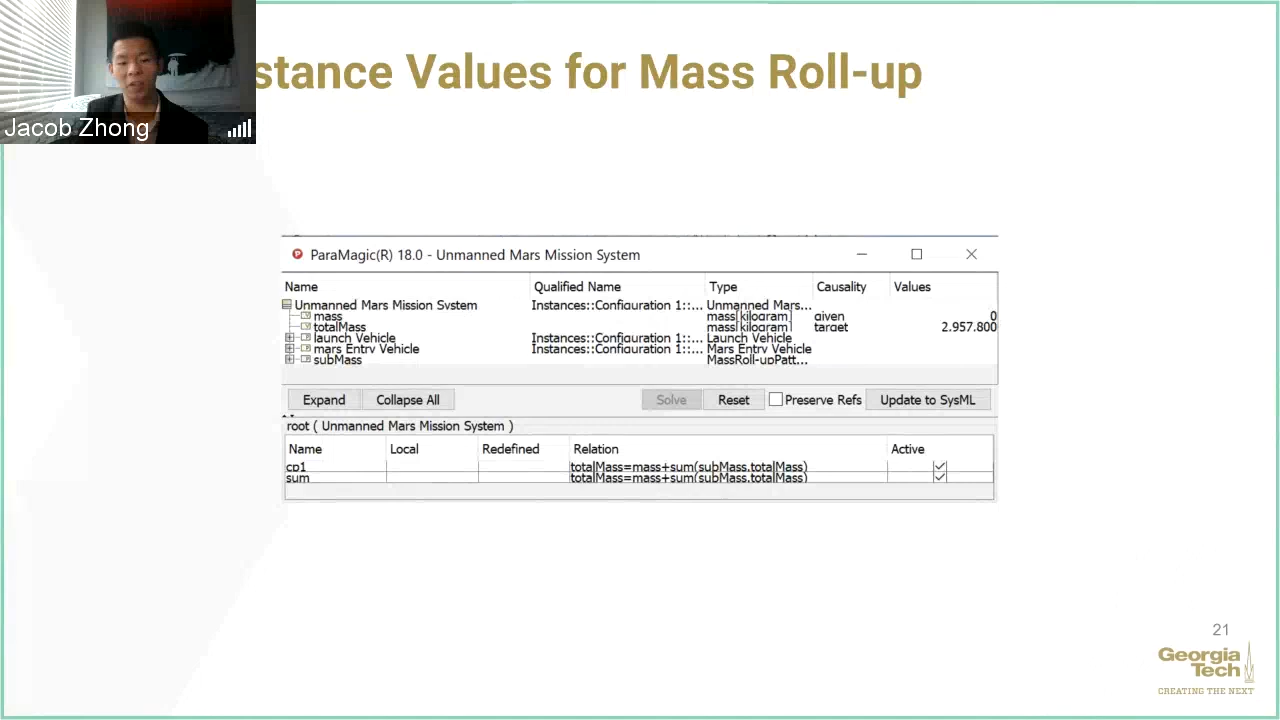 stance Values for Mass Roll-up
Jacob Zhong
ParaMagic(R) 18.0 - Unmanned Mars Mission System
Name Qualified Name Type Causality Values
Unmanned Mars Mission System Instances::Configuration 1::... Unmanned Mars...
mass mass[kilogram] given 0
totalMass mass[kilogram] target 2,957,800
launch Vehicle Instances::Configuration 1::... Launch Vehicle
mars Entry Vehicle Instances::Configuration 1::... Mars Entry Vehicle
subMass MassRoll-upPatt...
Expand Collapse All Solve Reset Preserve Refs Update to SysML
root ( Unmanned Mars Mission System )
Name Local Redefined Relation Active
cp1 totalMass=mass+sum(subMass.totalMass)
sum totalMass=mass+sum(subMass.totalMass)
21
Georgia
Tech
CREATING THE NEXT